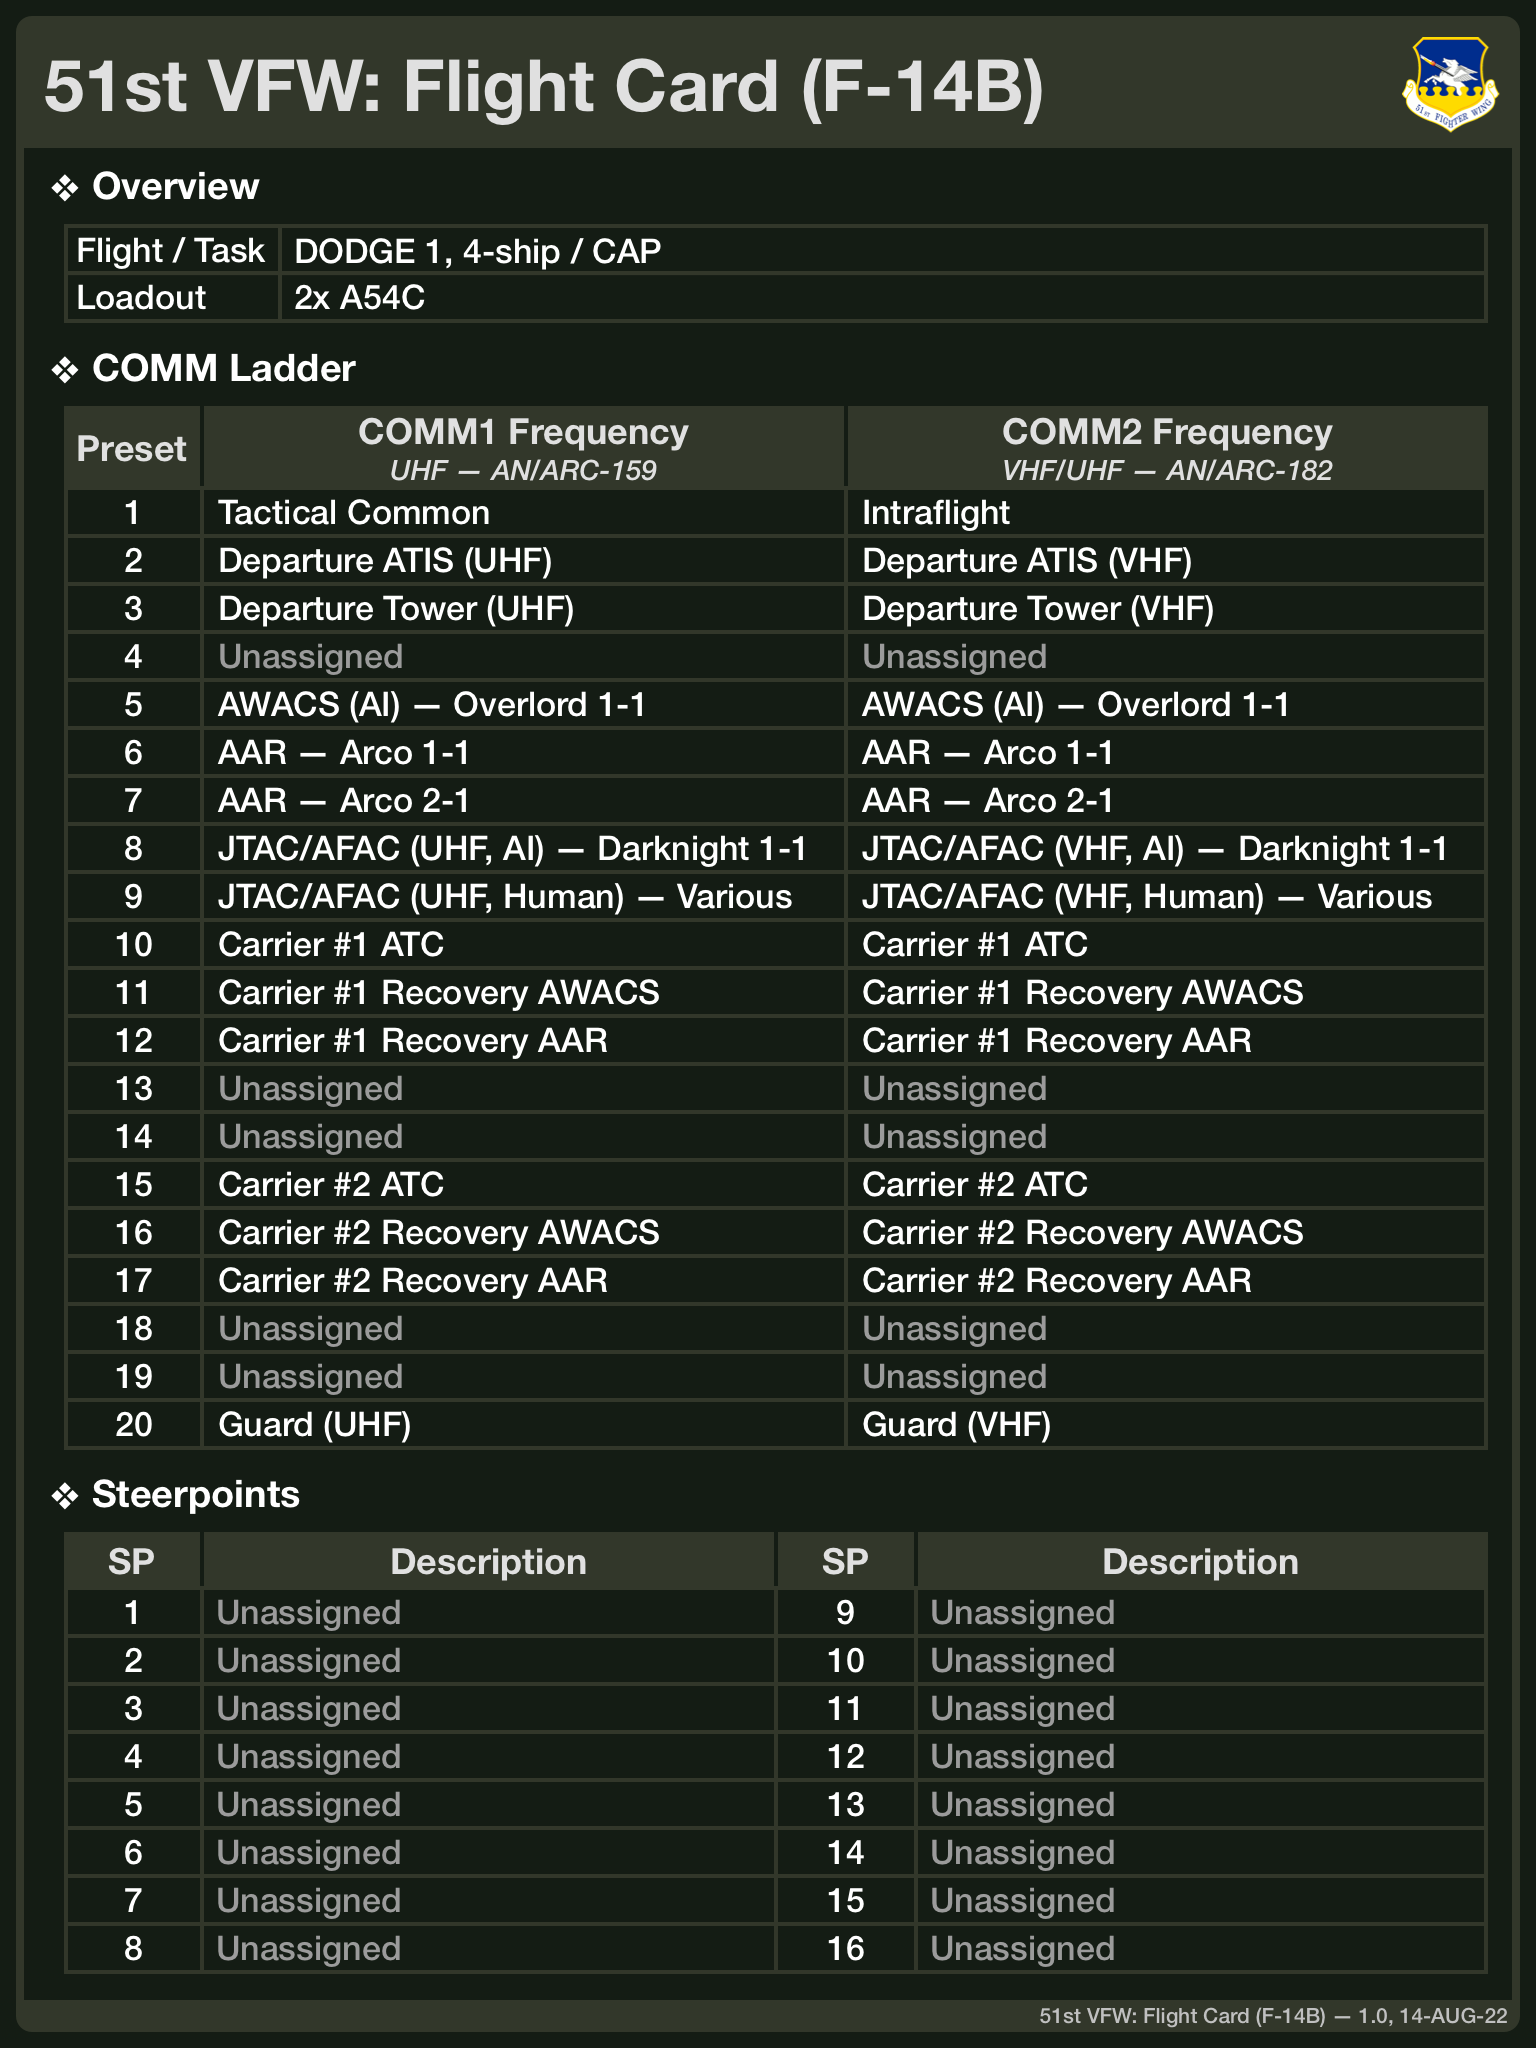 51st VFW: Flight Card (F-14B)
51st FIGHTER WING
❖ Overview
Flight / Task DODGE 1, 4-ship / CAP
Loadout 2x A54C
❖ COMM Ladder
Preset COMM1 Frequency COMM2 Frequency
UHF — AN/ARC-159 VHF/UHF — AN/ARC-182
1 Tactical Common Intraflight
2 Departure ATIS (UHF) Departure ATIS (VHF)
3 Departure Tower (UHF) Departure Tower (VHF)
4 Unassigned Unassigned
5 AWACS (AI) — Overlord 1-1 AWACS (AI) — Overlord 1-1
6 AAR — Arco 1-1 AAR — Arco 1-1
7 AAR — Arco 2-1 AAR — Arco 2-1
8 JTAC/AFAC (UHF, AI) — Darknight 1-1 JTAC/AFAC (VHF, AI) — Darknight 1-1
9 JTAC/AFAC (UHF, Human) — Various JTAC/AFAC (VHF, Human) — Various
10 Carrier #1 ATC Carrier #1 ATC
11 Carrier #1 Recovery AWACS Carrier #1 Recovery AWACS
12 Carrier #1 Recovery AAR Carrier #1 Recovery AAR
13 Unassigned Unassigned
14 Unassigned Unassigned
15 Carrier #2 ATC Carrier #2 ATC
16 Carrier #2 Recovery AWACS Carrier #2 Recovery AWACS
17 Carrier #2 Recovery AAR Carrier #2 Recovery AAR
18 Unassigned Unassigned
19 Unassigned Unassigned
20 Guard (UHF) Guard (VHF)
❖ Steerpoints
SP Description SP Description
1 Unassigned 9 Unassigned
2 Unassigned 10 Unassigned
3 Unassigned 11 Unassigned
4 Unassigned 12 Unassigned
5 Unassigned 13 Unassigned
6 Unassigned 14 Unassigned
7 Unassigned 15 Unassigned
8 Unassigned 16 Unassigned
51st VFW: Flight Card (F-14B) — 1.0, 14-AUG-22